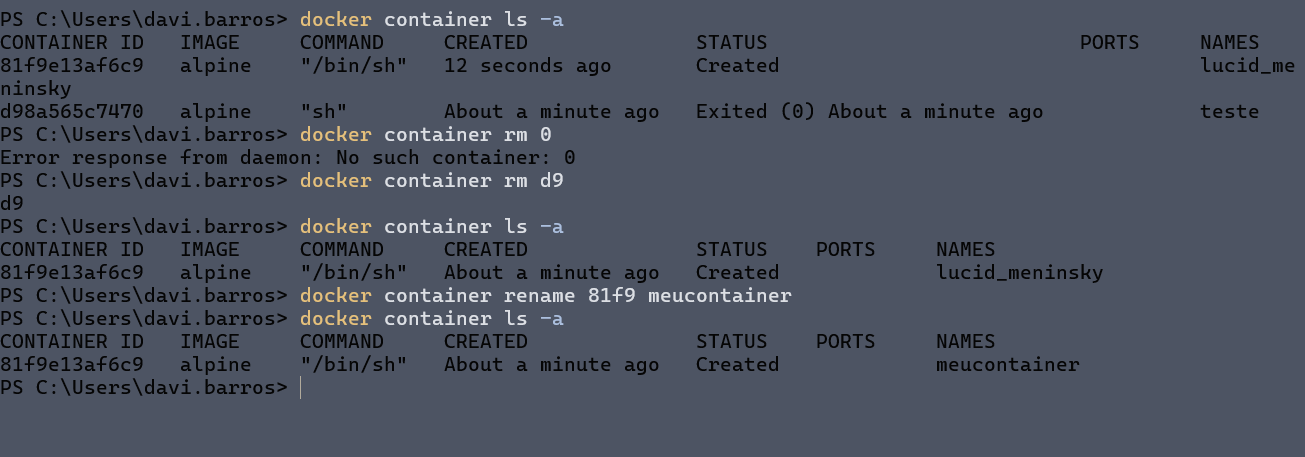 PS C:\Users\davi.barros> docker container ls -a
CONTAINER ID   IMAGE     COMMAND     CREATED              STATUS                          PORTS     NAMES
81f9e13af6c9   alpine    "/bin/sh"   12 seconds ago       Created                                   lucid_me
ninsky
d98a565c7470   alpine    "sh"        About a minute ago   Exited (0) About a minute ago             teste
PS C:\Users\davi.barros> docker container rm 0
Error response from daemon: No such container: 0
PS C:\Users\davi.barros> docker container rm d9
d9
PS C:\Users\davi.barros> docker container ls -a
CONTAINER ID   IMAGE     COMMAND     CREATED              STATUS    PORTS     NAMES
81f9e13af6c9   alpine    "/bin/sh"   About a minute ago   Created             lucid_meninsky
PS C:\Users\davi.barros> docker container rename 81f9 meucontainer
PS C:\Users\davi.barros> docker container ls -a
CONTAINER ID   IMAGE     COMMAND     CREATED              STATUS    PORTS     NAMES
81f9e13af6c9   alpine    "/bin/sh"   About a minute ago   Created             meucontainer
PS C:\Users\davi.barros>